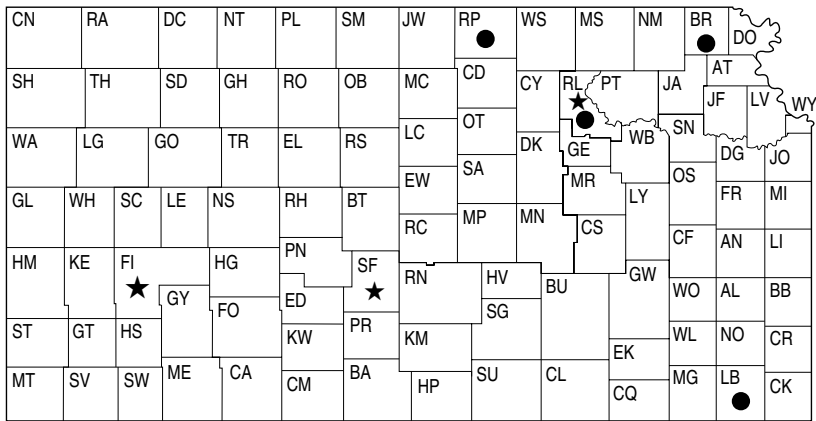 CN RA DC NT PL SM JW RP WS MS NM BR DO
SH TH SD GH RO OB MC CD CY RL PT JA AT
JF LV WY
WA LG GO TR EL RS LC OT DK GE WB SN DG JO
GL WH SC LE NS RH BT EW SA MR LY OS FR MI
RC MP MN CS
HM KE FI HG PN SF RN HV BU GW CF AN LI
GY ED SG WO AL BB
ST GT HS FO KW PR KM EK WL NO CR
MT SV SW ME CA CM BA HP SU CL CQ MG LB CK